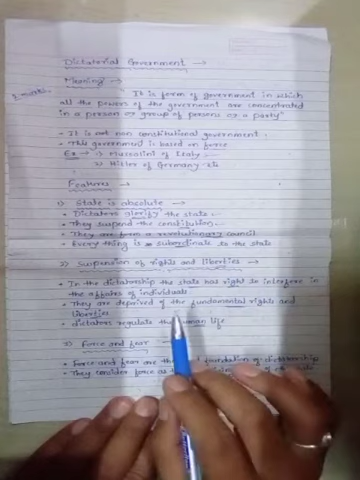 Dictatorial Government →
Meaning →
It is form of government in which
all the powers of the government are concentrated
in a person or group of persons or a party"
• It is not non constitutional government.
• This government is based on force
Ex → 1) Mussolini of Italy
2) Hitler of Germany etc
Features →
1) State is absolute →
• Dictators glorify the state.
• They suspend the constitution
• They are form a revolutionary council
• Every thing is subordinate to the state
2) Suspension of rights and liberties →
• In the dictatorship the state has right to interfere in
the affairs of individuals
• They are deprived of the fundamental rights and
liberties
• dictators regulate the human life
3) Force and fear →
• Force and fear are the foundation of dictatorship
• They consider force as the